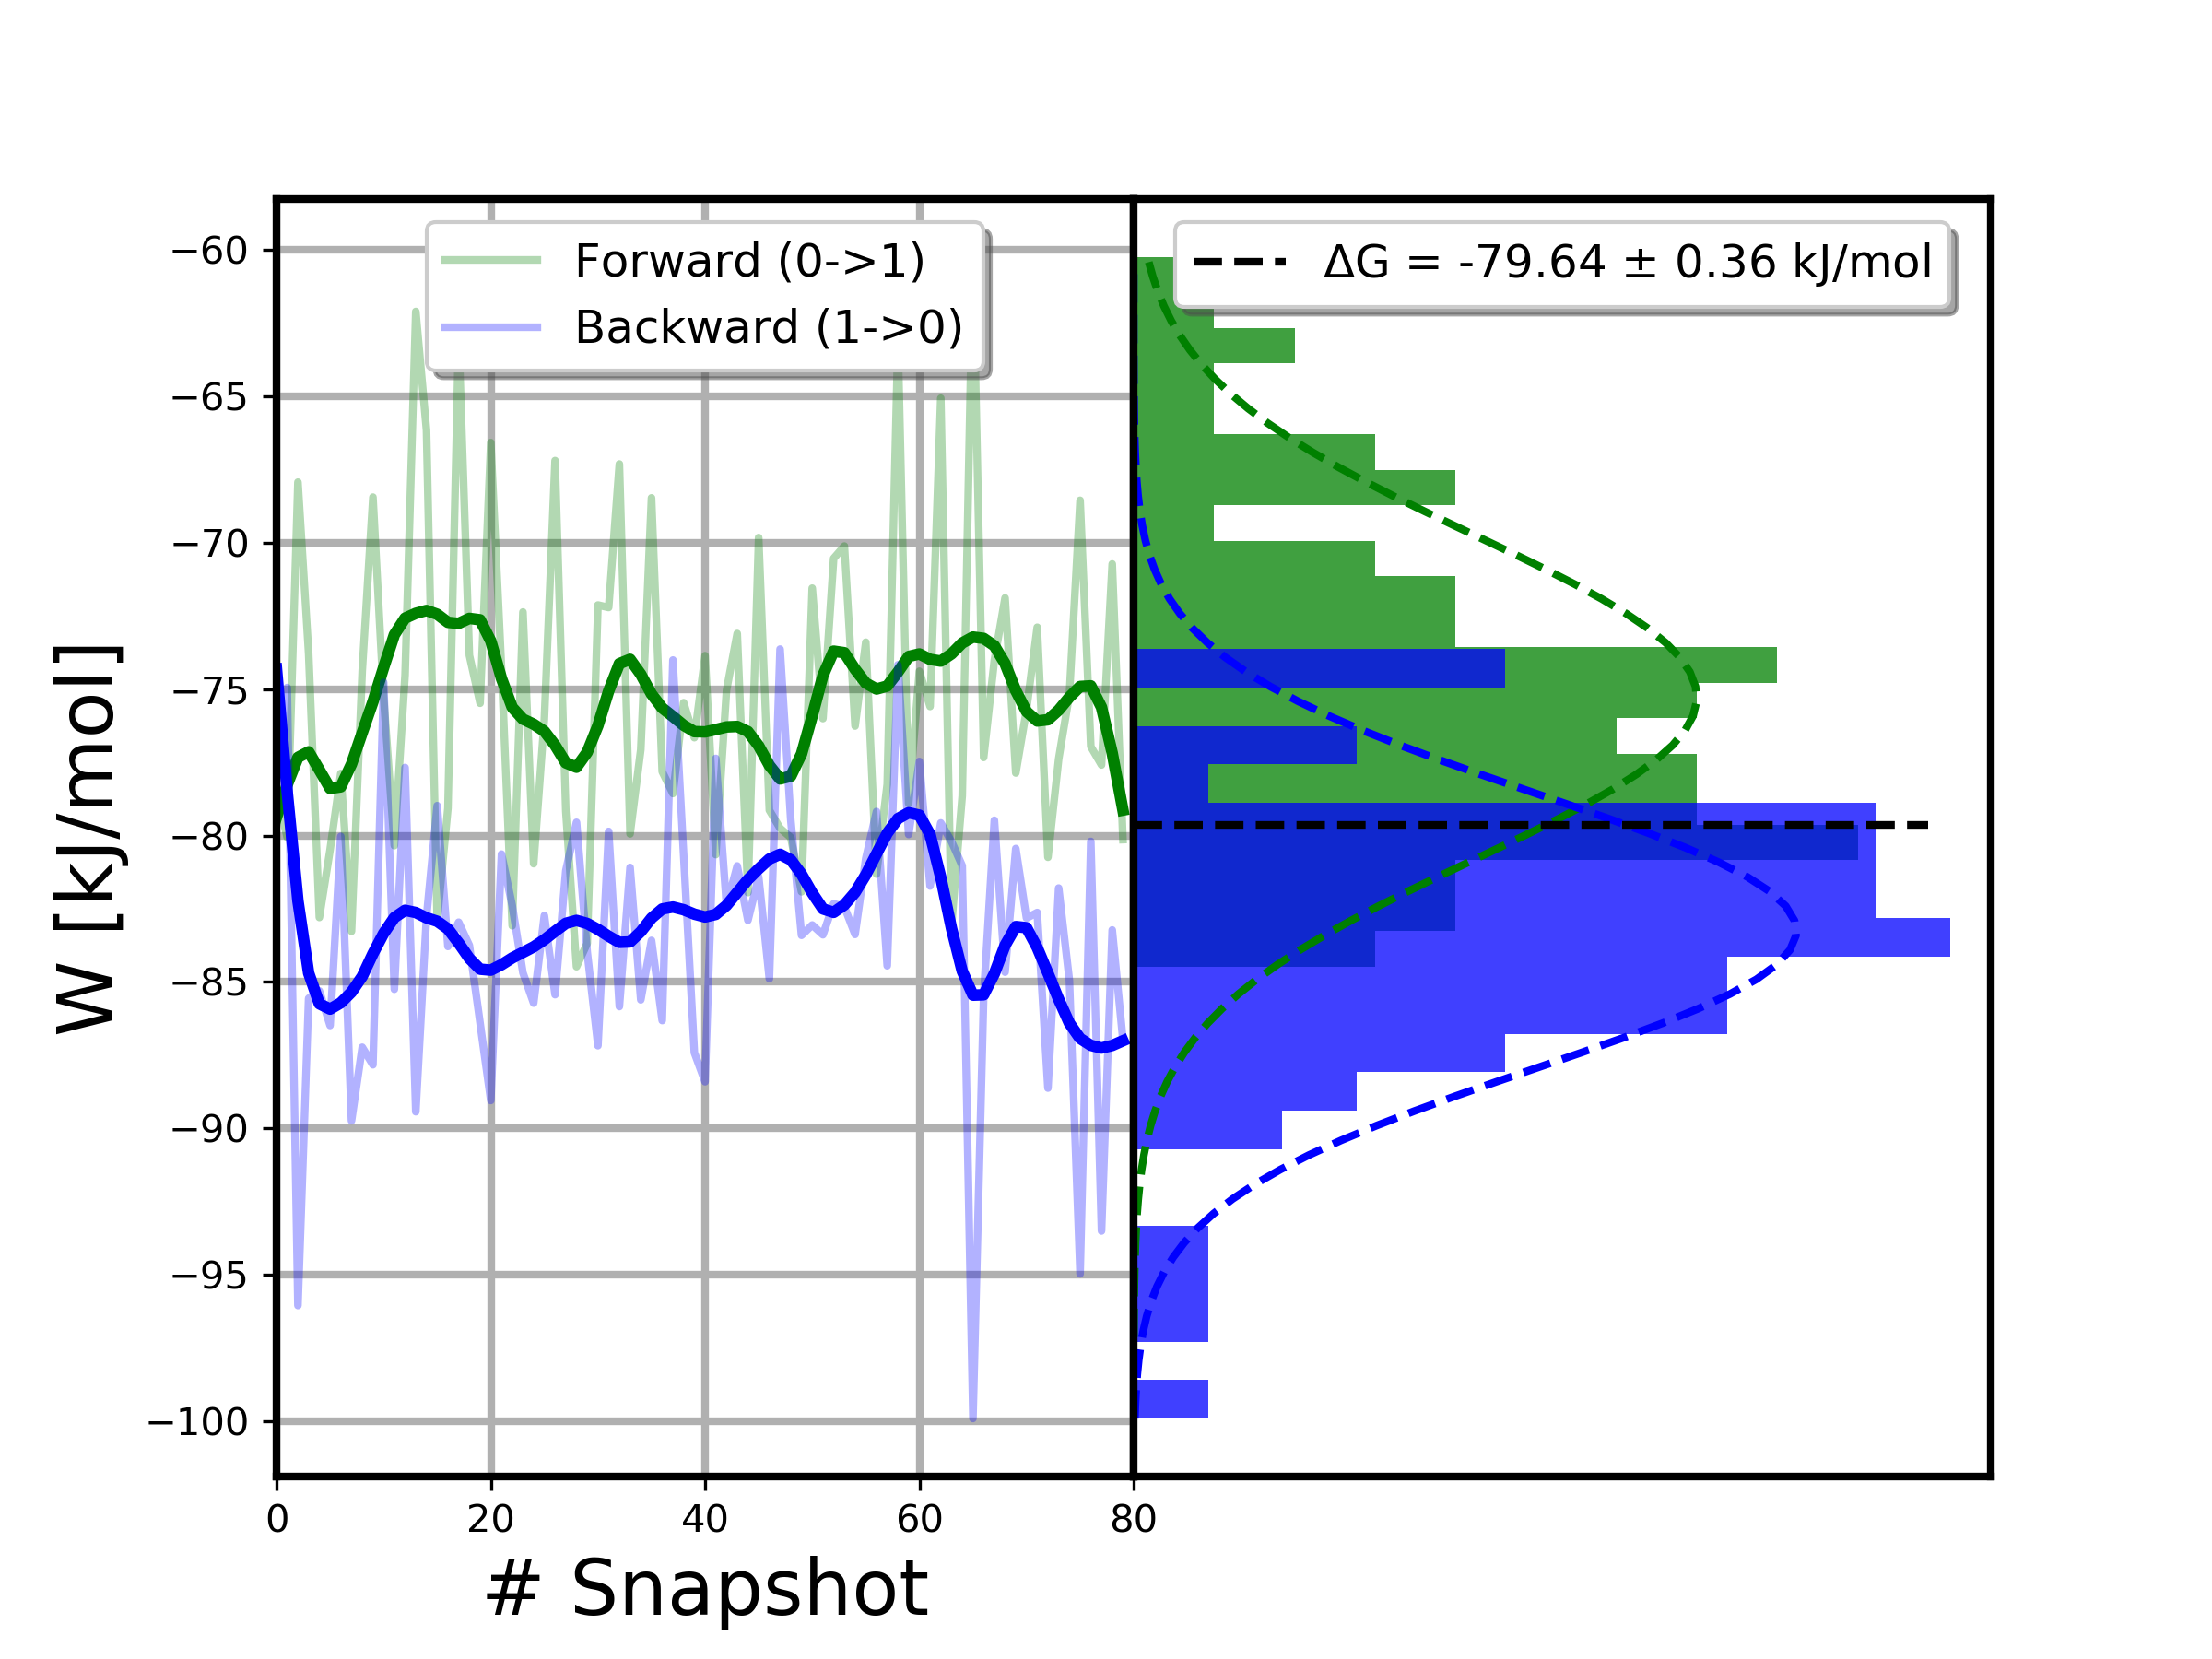 Forward (0->1)
Backward (1->0)
ΔG = -79.64 ± 0.36 kJ/mol
W [kJ/mol]
−60
−65
−70
−75
−80
−85
−90
−95
−100
0 20 40 60 80
# Snapshot